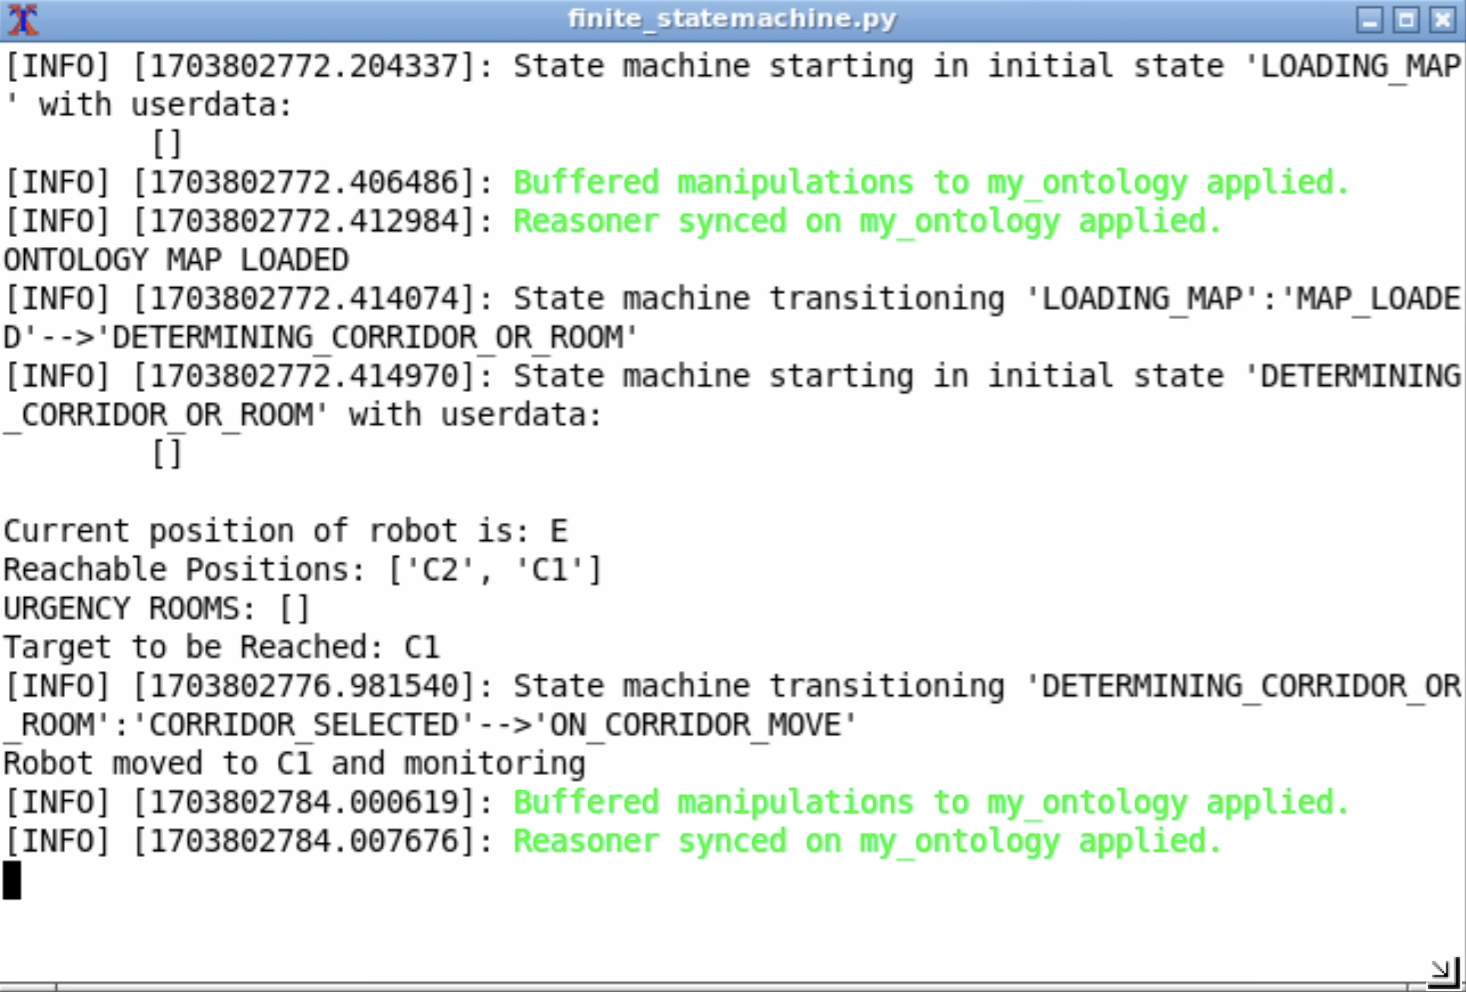 finite_statemachine.py
[INFO] [1703802772.204337]: State machine starting in initial state 'LOADING_MAP
' with userdata:
        []
[INFO] [1703802772.406486]: Buffered manipulations to my_ontology applied.
[INFO] [1703802772.412984]: Reasoner synced on my_ontology applied.
ONTOLOGY MAP LOADED
[INFO] [1703802772.414074]: State machine transitioning 'LOADING_MAP':'MAP_LOADE
D'-->'DETERMINING_CORRIDOR_OR_ROOM'
[INFO] [1703802772.414970]: State machine starting in initial state 'DETERMINING
_CORRIDOR_OR_ROOM' with userdata:
        []
Current position of robot is: E
Reachable Positions: ['C2', 'C1']
URGENCY ROOMS: []
Target to be Reached: C1
[INFO] [1703802776.981540]: State machine transitioning 'DETERMINING_CORRIDOR_OR
_ROOM':'CORRIDOR_SELECTED'-->'ON_CORRIDOR_MOVE'
Robot moved to C1 and monitoring
[INFO] [1703802784.000619]: Buffered manipulations to my_ontology applied.
[INFO] [1703802784.007676]: Reasoner synced on my_ontology applied.